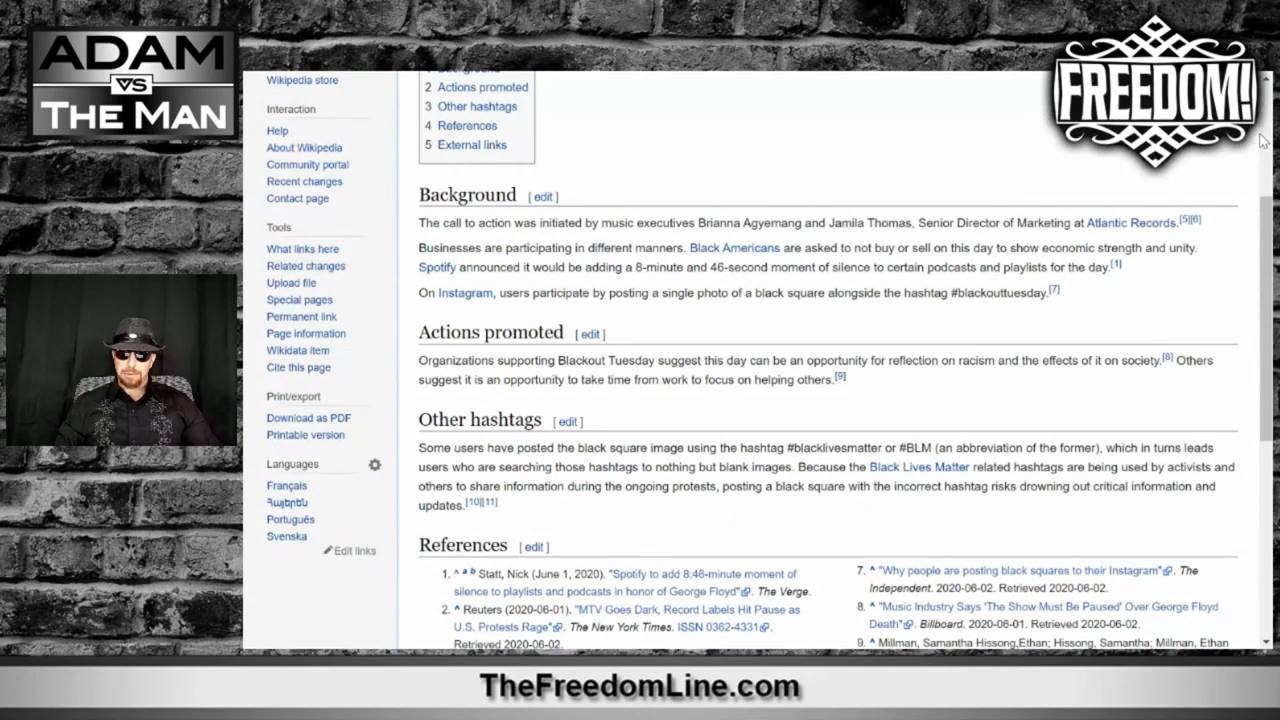 ADAM
VS
THE MAN
FREEDOM!
Wikipedia store
Interaction
Help
About Wikipedia
Community portal
Recent changes
Contact page
Tools
What links here
Related changes
Upload file
Special pages
Permanent link
Page information
Wikidata item
Cite this page
Print/export
Download as PDF
Printable version
Languages
Français
Հայերեն
Português
Svenska
Edit links
2 Actions promoted
3 Other hashtags
4 References
5 External links
Background [ edit ]
The call to action was initiated by music executives Brianna Agyemang and Jamila Thomas, Senior Director of Marketing at Atlantic Records.[5][6]
Businesses are participating in different manners. Black Americans are asked to not buy or sell on this day to show economic strength and unity.
Spotify announced it would be adding a 8-minute and 46-second moment of silence to certain podcasts and playlists for the day.[1]
On Instagram, users participate by posting a single photo of a black square alongside the hashtag #blackouttuesday.[7]
Actions promoted [ edit ]
Organizations supporting Blackout Tuesday suggest this day can be an opportunity for reflection on racism and the effects of it on society.[8] Others
suggest it is an opportunity to take time from work to focus on helping others.[9]
Other hashtags [ edit ]
Some users have posted the black square image using the hashtag #blacklivesmatter or #BLM (an abbreviation of the former), which in turns leads
users who are searching those hashtags to nothing but blank images. Because the Black Lives Matter related hashtags are being used by activists and
others to share information during the ongoing protests, posting a black square with the incorrect hashtag risks drowning out critical information and
updates.[10][11]
References [ edit ]
1. ^ a b Statt, Nick (June 1, 2020). "Spotify to add 8:46-minute moment of
silence to playlists and podcasts in honor of George Floyd". The Verge.
2. ^ Reuters (2020-06-01). "MTV Goes Dark, Record Labels Hit Pause as
U.S. Protests Rage". The New York Times. ISSN 0362-4331.
Retrieved 2020-06-02.
7. ^ "Why people are posting black squares to their Instagram". The
Independent. 2020-06-02. Retrieved 2020-06-02.
8. ^ "Music Industry Says 'The Show Must Be Paused' Over George Floyd
Death". Billboard. 2020-06-01. Retrieved 2020-06-02.
9. ^ Millman, Samantha Hissong,Ethan; Hissong, Samantha; Millman, Ethan
TheFreedomLine.com